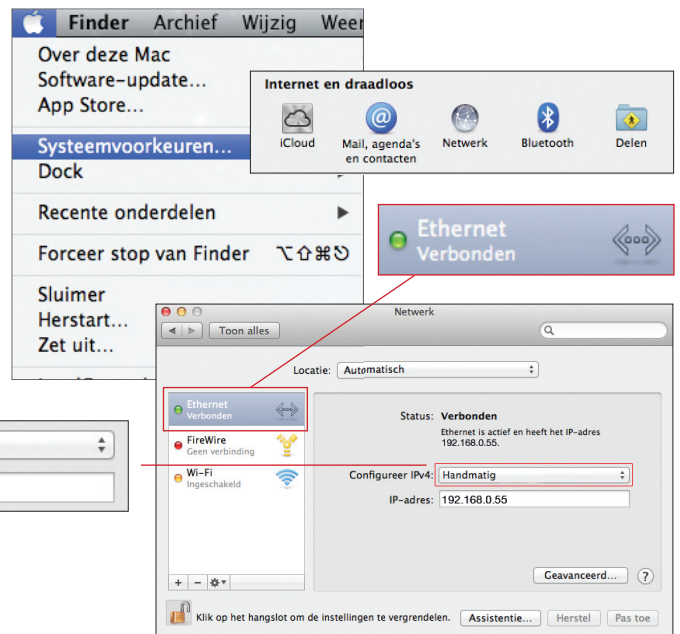 Finder Archief Wijzig Weer
Over deze Mac
Software-update...
App Store...
Systeemvoorkeuren...
Dock
Recente onderdelen
Forceer stop van Finder ⌥⇧⌘⎋
Sluimer
Herstart...
Zet uit...
Internet en draadloos
iCloud
Mail, agenda's
en contacten
Netwerk
Bluetooth
Delen
Ethernet
Verbonden
Netwerk
Toon alles
Locatie: Automatisch
Ethernet
Verbonden
FireWire
Geen verbinding
Wi-Fi
Ingeschakeld
Status: Verbonden
Ethernet is actief en heeft het IP-adres
192.168.0.55.
Configureer IPv4: Handmatig
IP-adres: 192.168.0.55
Geavanceerd... ?
Klik op het hangslot om de instellingen te vergrendelen.
Assistentie... Herstel Pas toe